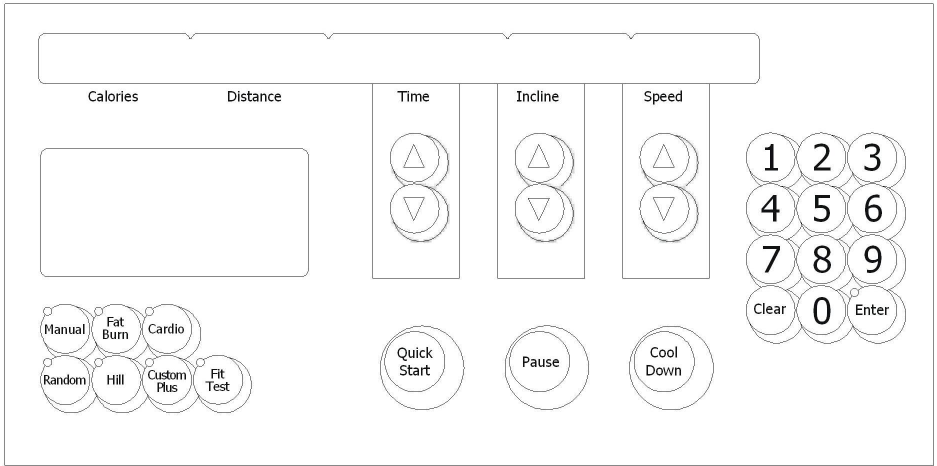 Calories Distance Time Incline Speed
1 2 3
4 5 6
7 8 9
Clear 0 Enter
Manual Fat Burn Cardio
Random Hill Custom Plus Fit Test
Quick Start Pause Cool Down